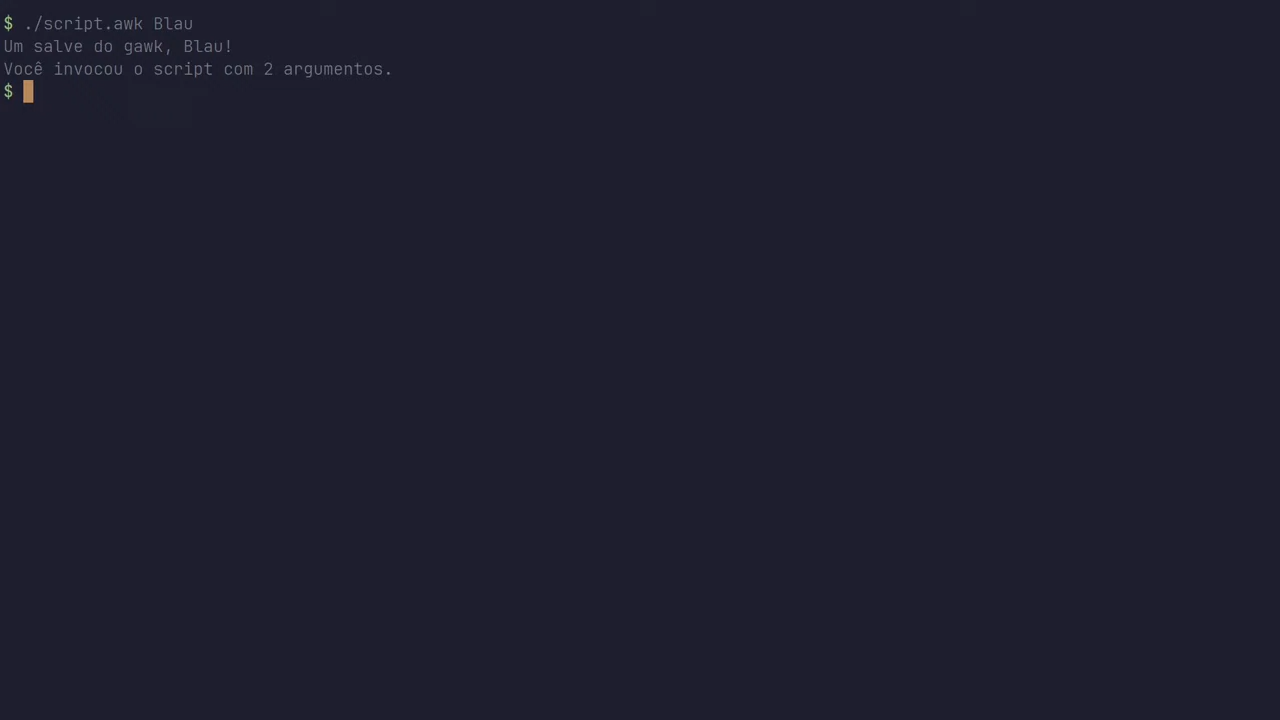 $ ./script.awk Blau
Um salve do gawk, Blau!
Você invocou o script com 2 argumentos.
$